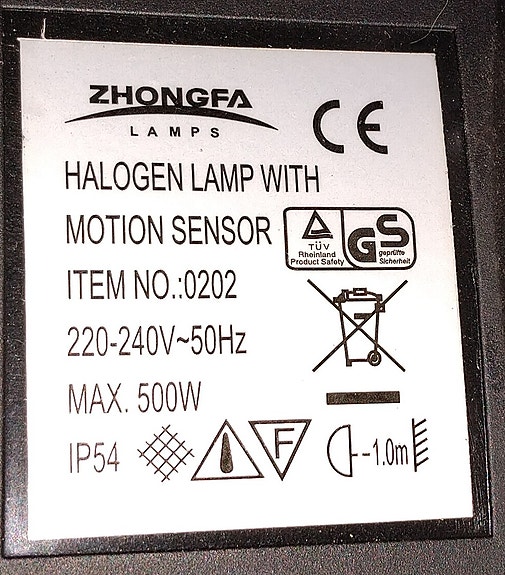 ZHONGFA
LAMPS
CE
HALOGEN LAMP WITH
MOTION SENSOR
TÜV
Rheinland
Product Safety
GS
geprüfte
Sicherheit
ITEM NO.:0202
220-240V~50Hz
MAX. 500W
IP54
F
1.0m